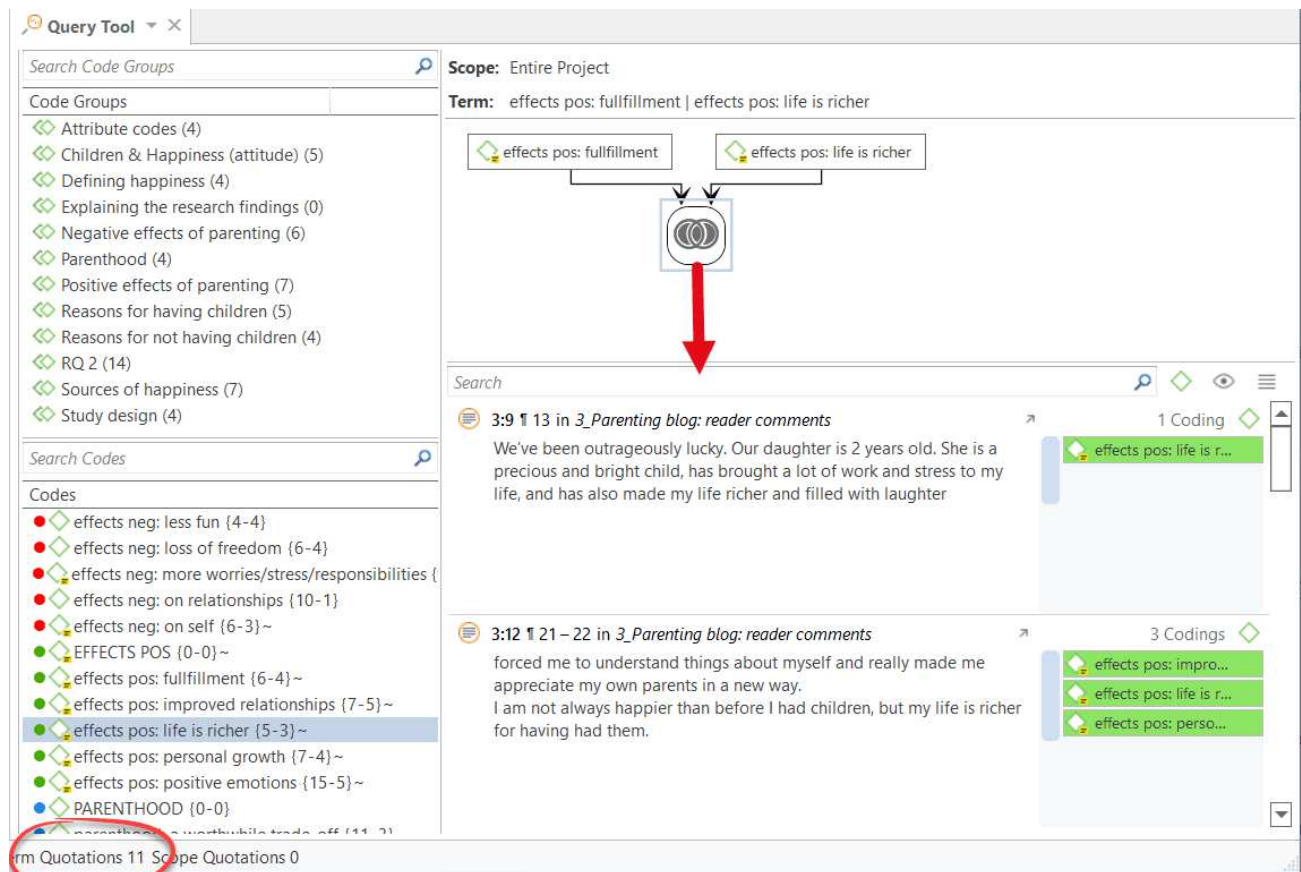 Query Tool
Search Code Groups
Code Groups
Attribute codes (4)
Children & Happiness (attitude) (5)
Defining happiness (4)
Explaining the research findings (0)
Negative effects of parenting (6)
Parenthood (4)
Positive effects of parenting (7)
Reasons for having children (5)
Reasons for not having children (4)
RQ 2 (14)
Sources of happiness (7)
Study design (4)
Search Codes
Codes
effects neg: less fun {4-4}
effects neg: loss of freedom {6-4}
effects neg: more worries/stress/responsibilities {
effects neg: on relationships {10-1}
effects neg: on self {6-3}~
EFFECTS POS {0-0}~
effects pos: fullfillment {6-4}~
effects pos: improved relationships {7-5}~
effects pos: life is richer {5-3}~
effects pos: personal growth {7-4}~
effects pos: positive emotions {15-5}~
PARENTHOOD {0-0}
parenthood: a worthwhile trade-off {11-2}
Scope: Entire Project
Term: effects pos: fullfillment | effects pos: life is richer
effects pos: fullfillment
effects pos: life is richer
Search
3:9 ¶ 13 in 3_Parenting blog: reader comments
1 Coding
We've been outrageously lucky. Our daughter is 2 years old. She is a
precious and bright child, has brought a lot of work and stress to my
life, and has also made my life richer and filled with laughter
effects pos: life is r...
3:12 ¶ 21 – 22 in 3_Parenting blog: reader comments
3 Codings
forced me to understand things about myself and really made me
appreciate my own parents in a new way.
I am not always happier than before I had children, but my life is richer
for having had them.
effects pos: impro...
effects pos: life is r...
effects pos: perso...
rm Quotations 11 Scope Quotations 0